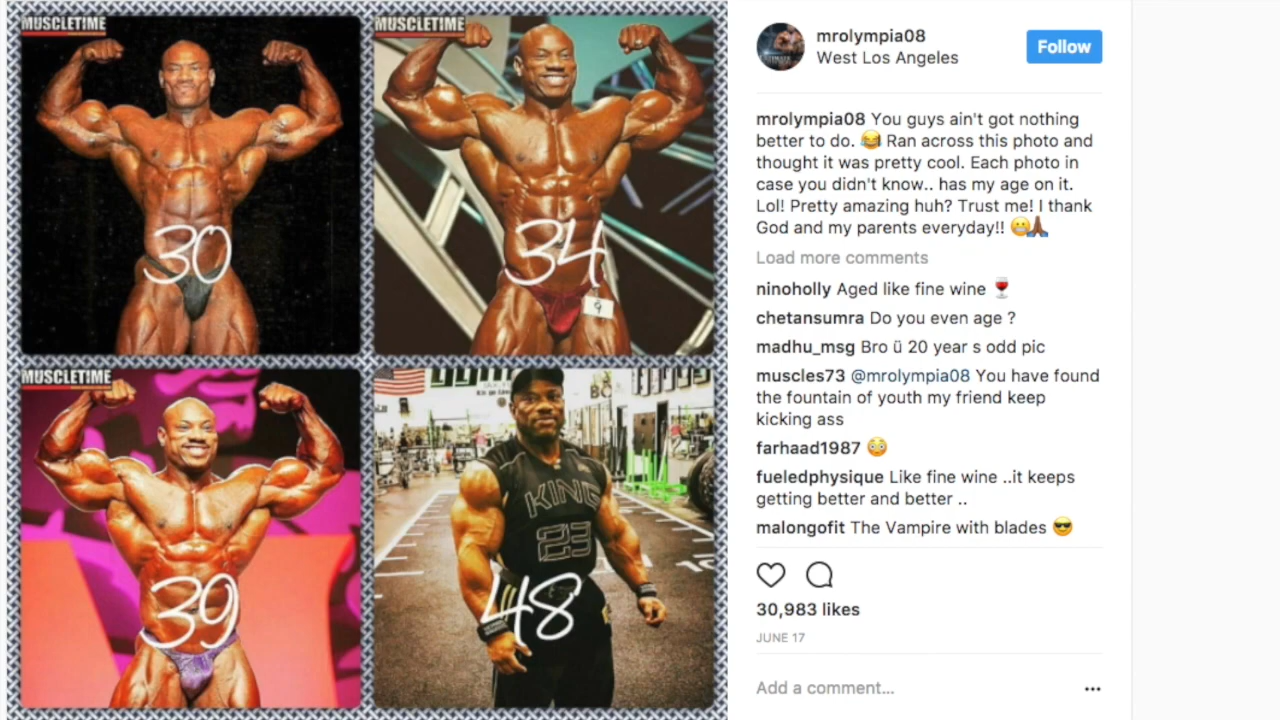 MUSCLETIME
MUSCLETIME
30
34
9
MUSCLETIME
39
KING
23
48
mrolympia08
West Los Angeles
Follow
mrolympia08 You guys ain't got nothing
better to do. 😂 Ran across this photo and
thought it was pretty cool. Each photo in
case you didn't know.. has my age on it.
Lol! Pretty amazing huh? Trust me! I thank
God and my parents everyday!! 😬🙏🏾
Load more comments
ninoholly Aged like fine wine 🍷
chetansumra Do you even age ?
madhu_msg Bro ü 20 year s odd pic
muscles73 @mrolympia08 You have found
the fountain of youth my friend keep
kicking ass
farhaad1987 😳
fueledphysique Like fine wine ..it keeps
getting better and better ..
malongofit The Vampire with blades 😎
30,983 likes
JUNE 17
Add a comment...